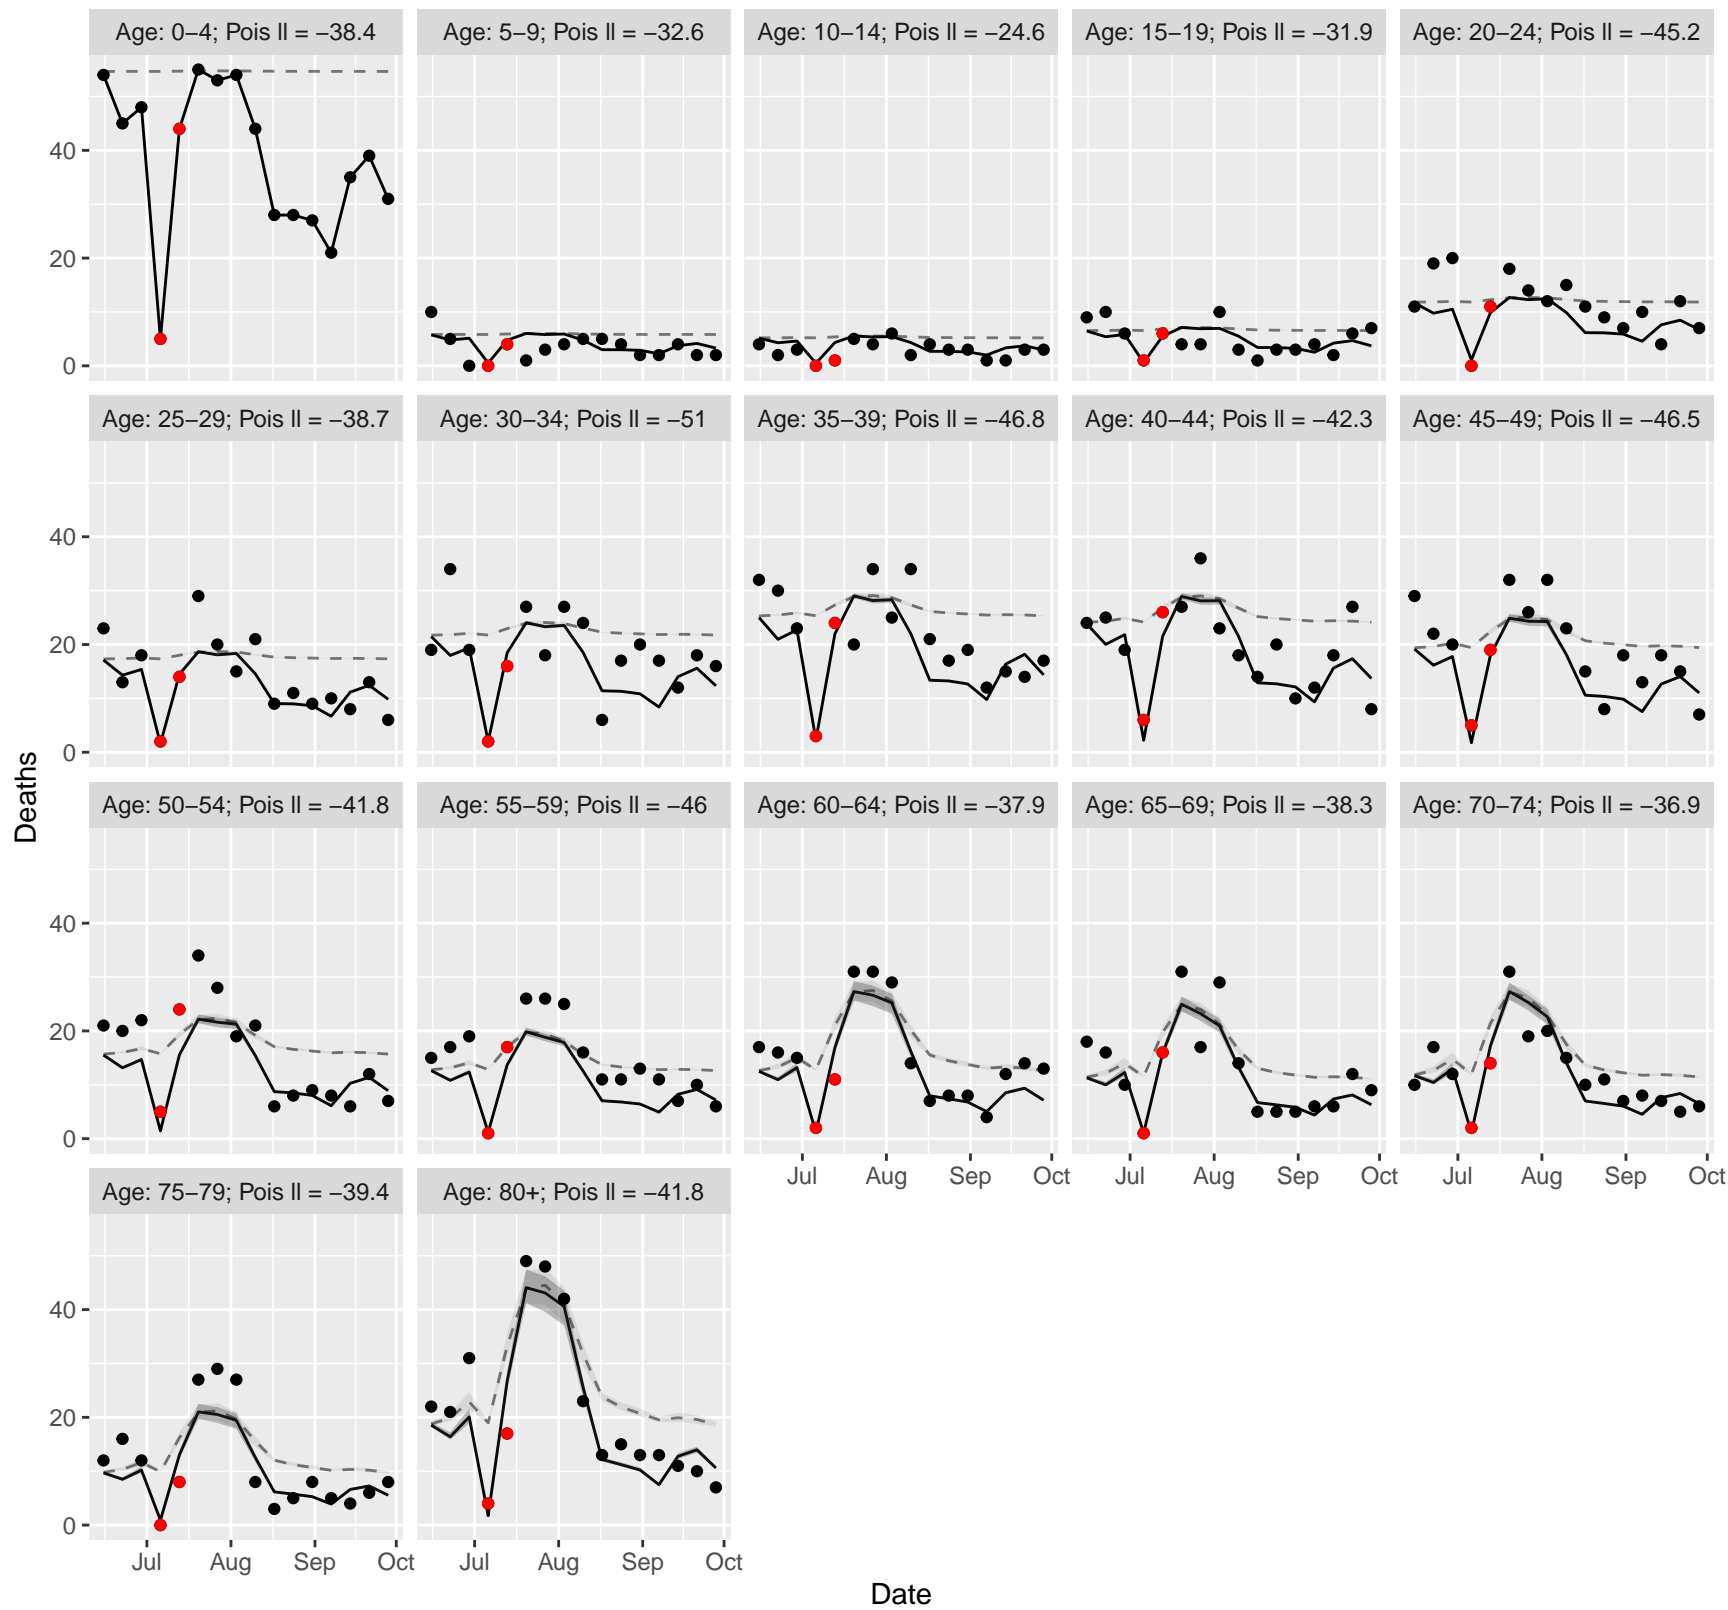 Age: 0−4; Pois ll = −38.4
Age: 5−9; Pois ll = −32.6
Age: 10−14; Pois ll = −24.6
Age: 15−19; Pois ll = −31.9
Age: 20−24; Pois ll = −45.2
40
20
0
Age: 25−29; Pois ll = −38.7
Age: 30−34; Pois ll = −51
Age: 35−39; Pois ll = −46.8
Age: 40−44; Pois ll = −42.3
Age: 45−49; Pois ll = −46.5
40
20
0
Deaths
Age: 50−54; Pois ll = −41.8
Age: 55−59; Pois ll = −46
Age: 60−64; Pois ll = −37.9
Age: 65−69; Pois ll = −38.3
Age: 70−74; Pois ll = −36.9
40
20
0
Jul Aug Sep Oct
Jul Aug Sep Oct
Jul Aug Sep Oct
Age: 75−79; Pois ll = −39.4
Age: 80+; Pois ll = −41.8
40
20
0
Jul Aug Sep Oct
Jul Aug Sep Oct
Date